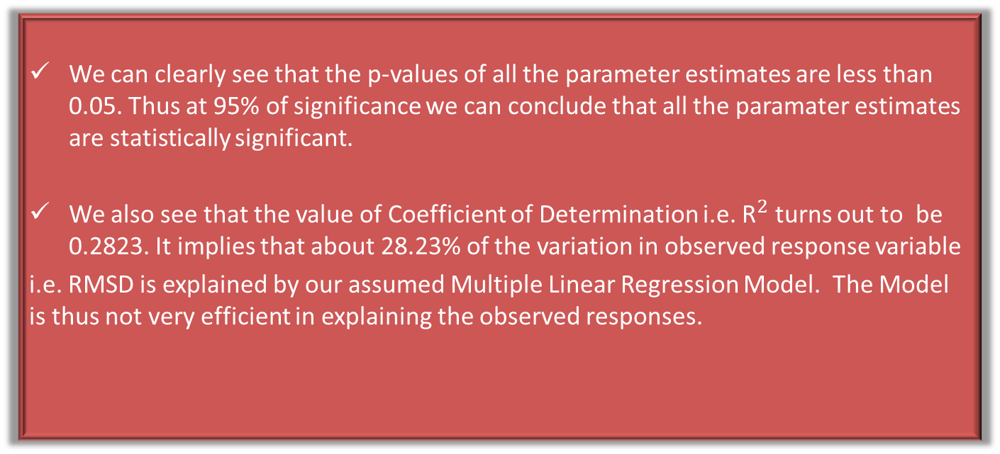 ✓ We can clearly see that the p-values of all the parameter estimates are less than
0.05. Thus at 95% of significance we can conclude that all the paramater estimates
are statistically significant.
✓ We also see that the value of Coefficient of Determination i.e. R² turns out to  be
0.2823. It implies that about 28.23% of the variation in observed response variable
i.e. RMSD is explained by our assumed Multiple Linear Regression Model.  The Model
is thus not very efficient in explaining the observed responses.